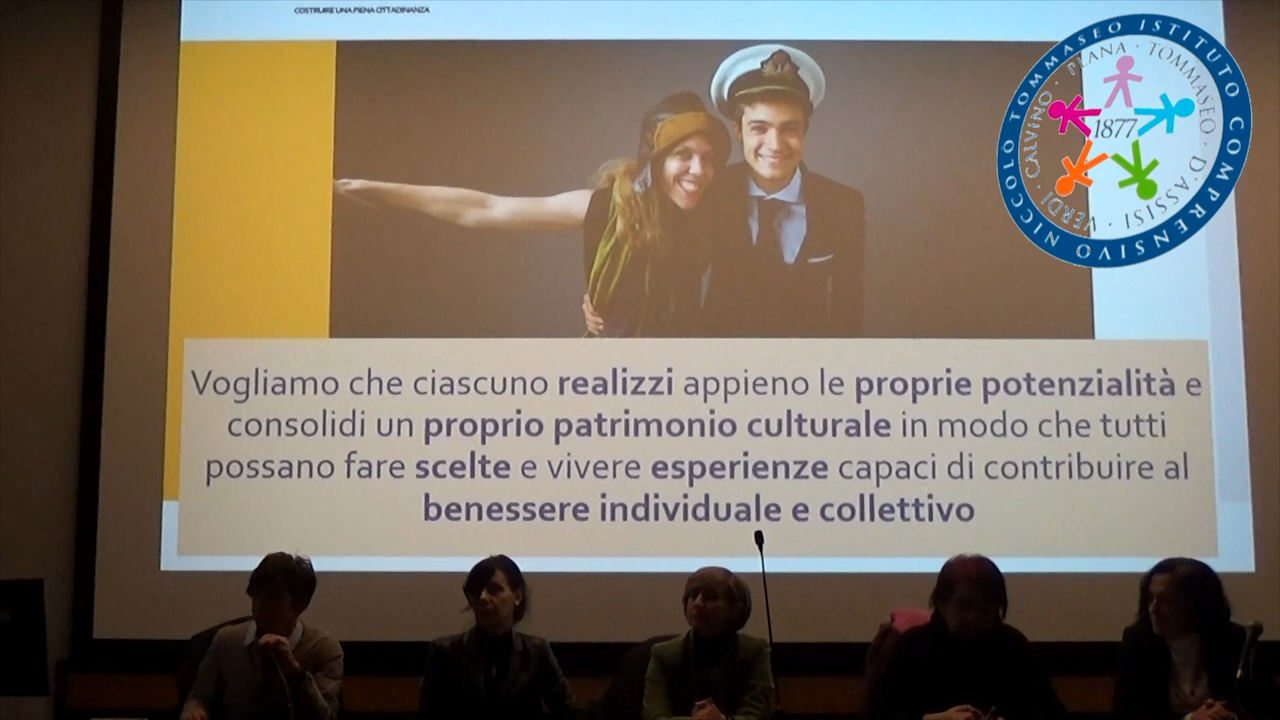 COSTRUIRE UNA PIENA CITTADINANZA
ISTITUTO COMPRENSIVO NICCOLÒ TOMMASEO
CALVINO · PLANA · TOMMASEO · D'ASSISI · VERDI ·
1877
Vogliamo che ciascuno realizzi appieno le proprie potenzialità e
consolidi un proprio patrimonio culturale in modo che tutti
possano fare scelte e vivere esperienze capaci di contribuire al
benessere individuale e collettivo